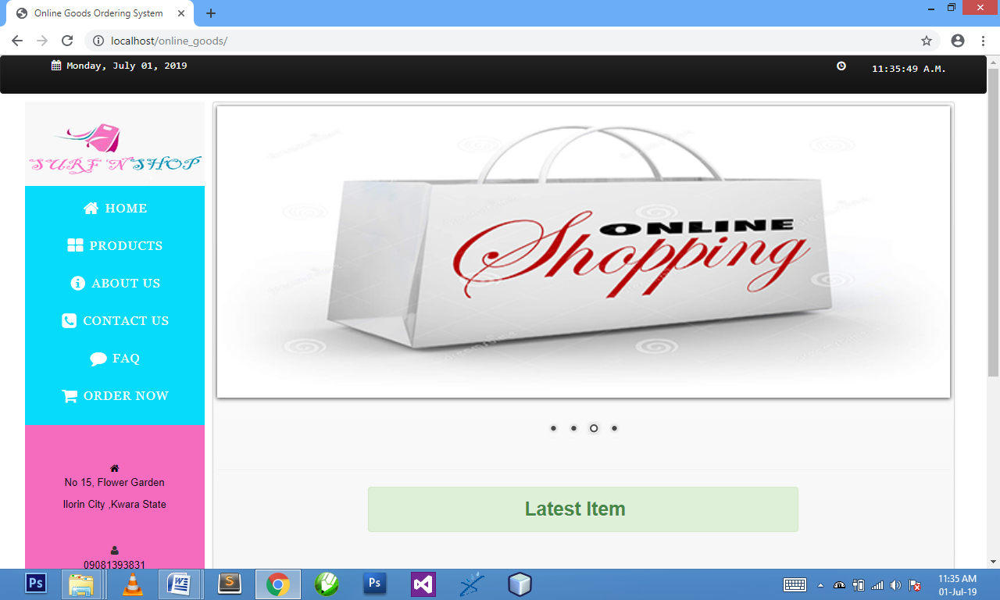 Online Goods Ordering System
localhost/online_goods/
Monday, July 01, 2019
11:35:49 A.M.
SURF 'N' SHOP
HOME
PRODUCTS
ABOUT US
CONTACT US
FAQ
ORDER NOW
No 15, Flower Garden
Ilorin City ,Kwara State
09081393831
ONLINE
Shopping
Latest Item
Ps
W
S
Ps
11:35 AM
01-Jul-19